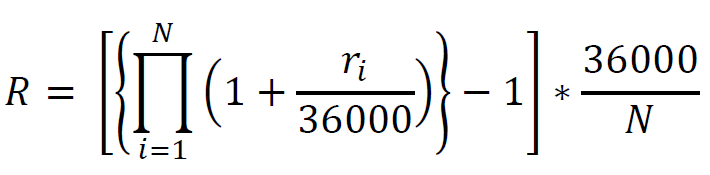 R = [{∏_{i=1}^{N} (1 + r_i/36000)} − 1] * 36000/N